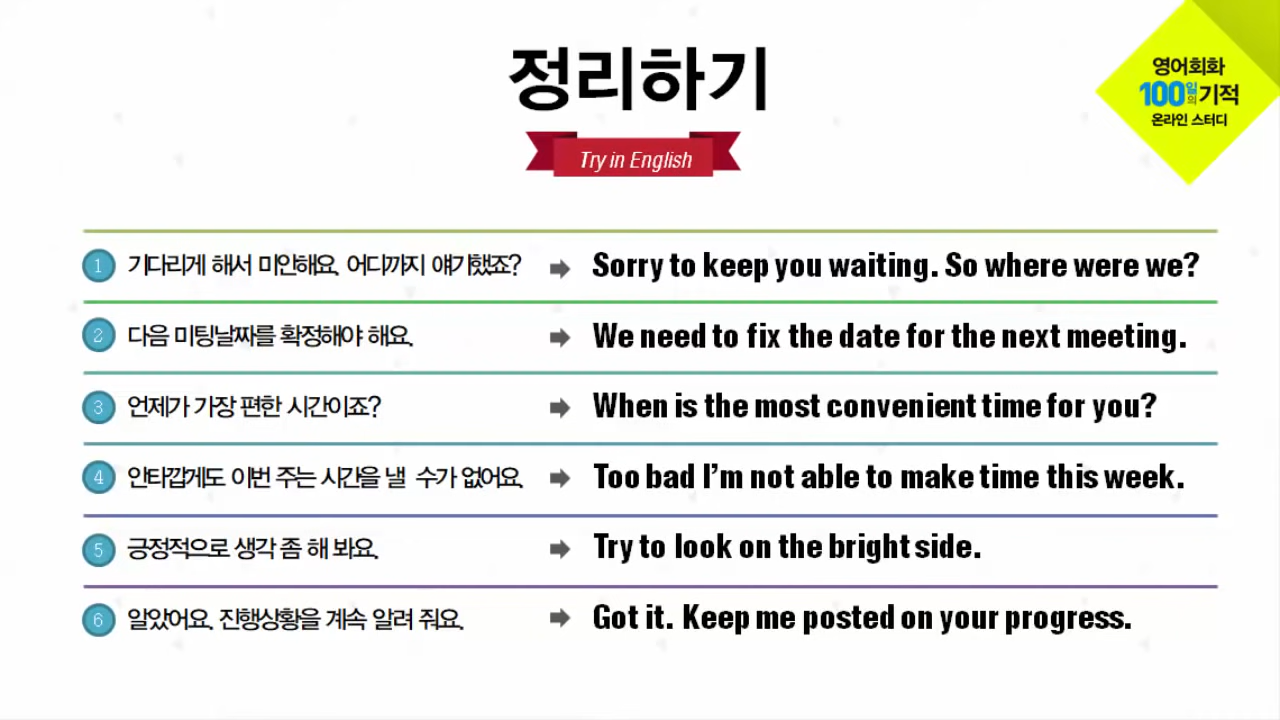 정리하기
영어회화
100일의 기적
온라인 스터디
Try in English
1 기다리게 해서 미안해요. 어디까지 얘기했죠? ➡ Sorry to keep you waiting. So where were we?
2 다음 미팅날짜를 확정해야 해요. ➡ We need to fix the date for the next meeting.
3 언제가 가장 편한 시간이죠? ➡ When is the most convenient time for you?
4 안타깝게도 이번 주는 시간을 낼 수가 없어요. ➡ Too bad I'm not able to make time this week.
5 긍정적으로 생각 좀 해 봐요. ➡ Try to look on the bright side.
6 알았어요. 진행상황을 계속 알려 줘요. ➡ Got it. Keep me posted on your progress.